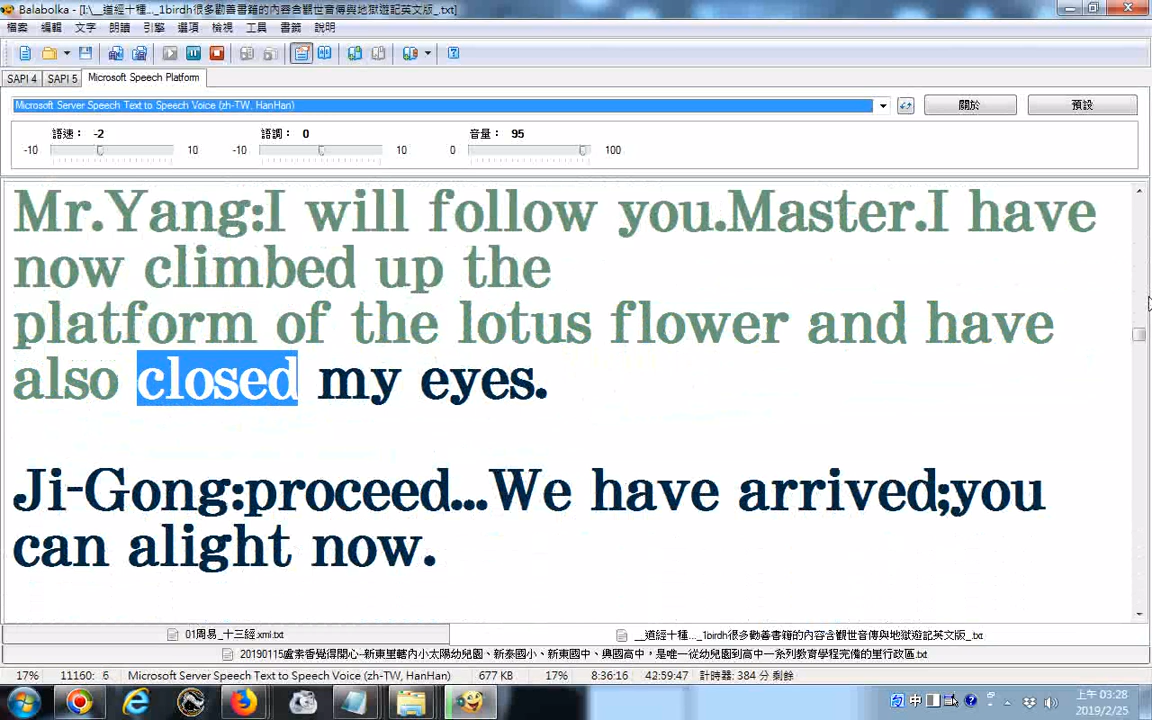 Balabolka - [I:\__道經十種..._1birdh很多勸善書籍的內容含觀世音傳與地獄遊記英文版_.txt]
檔案 編輯 文字 朗讀 引擎 選項 檢視 工具 書籤 說明
SAPI 4 SAPI 5 Microsoft Speech Platform
Microsoft Server Speech Text to Speech Voice (zh-TW, HanHan)
關於 預設
語速： -2 語調： 0 音量： 95
-10 10 -10 10 0 100
Mr.Yang:I will follow you.Master.I have
now climbed up the
platform of the lotus flower and have
also closed my eyes.
Ji-Gong:proceed...We have arrived;you
can alight now.
01周易_十三經.xml.txt
__道經十種..._1birdh很多勸善書籍的內容含觀世音傳與地獄遊記英文版_.txt
20190115盧素香覺得開心--新東里轄內小太陽幼兒園、新泰國小、新東國中、興國高中，是唯一從幼兒園到高中一系列教育學程完備的里行政區.txt
17% 11160: 6 Microsoft Server Speech Text to Speech Voice (zh-TW, HanHan) 677 KB 17% 8:36:16 42:59:47 計時器: 384 分 剩餘
中
上午 03:28
2019/2/25